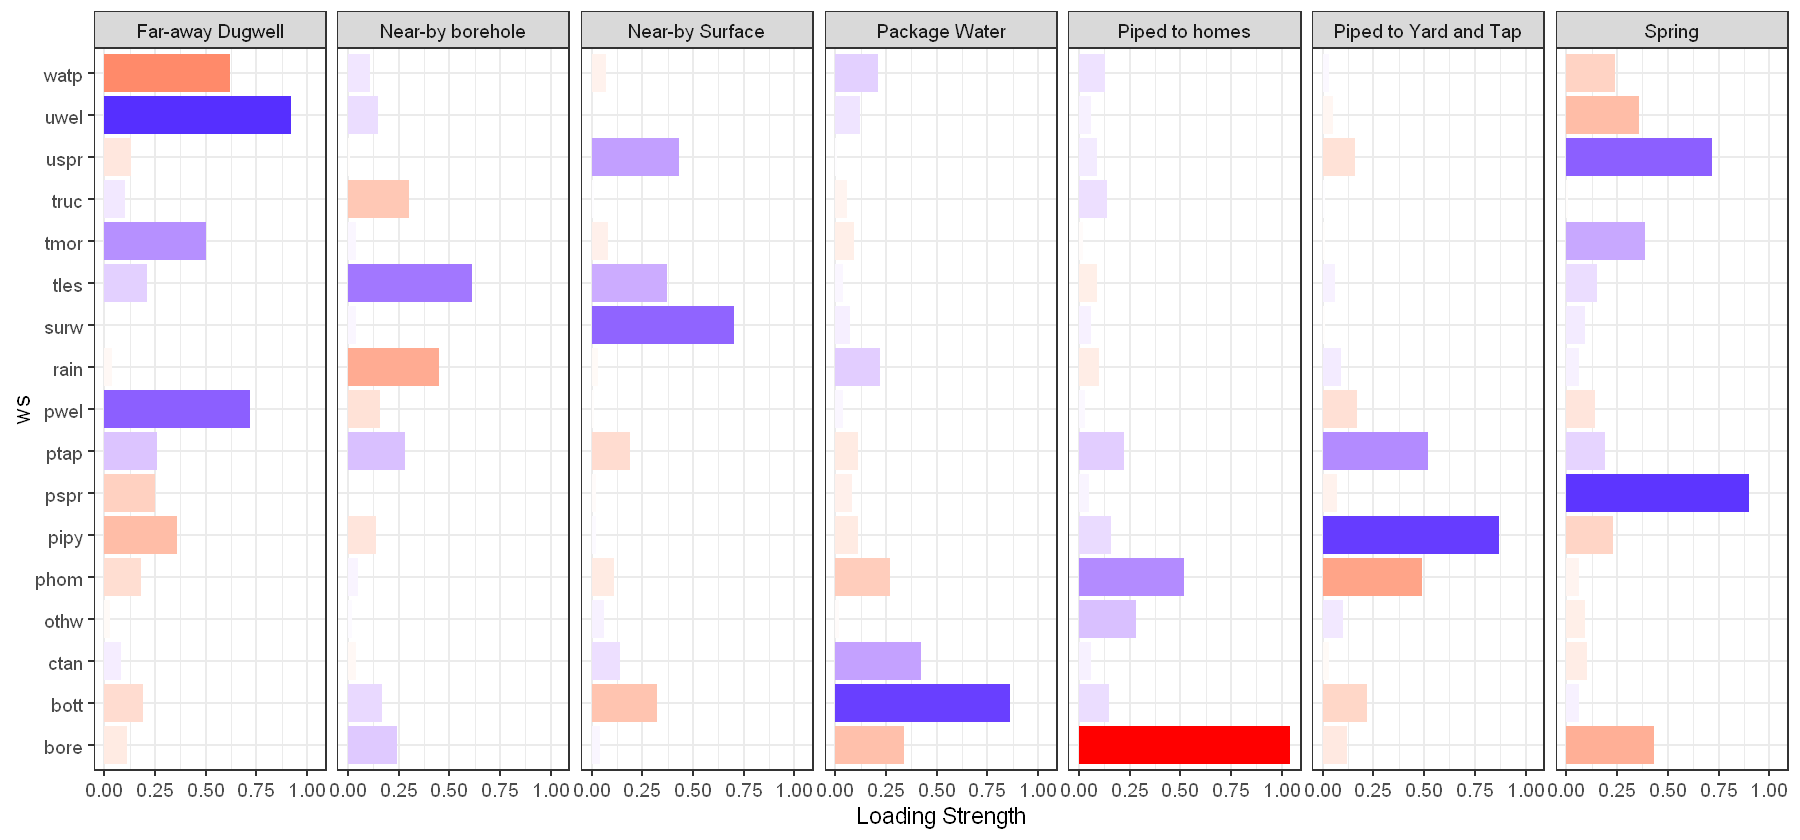 Far-away Dugwell Near-by borehole Near-by Surface Package Water Piped to homes Piped to Yard and Tap Spring
watp
uwel
uspr
truc
tmor
tles
surw
rain
pwel
ptap
pspr
pipy
phom
othw
ctan
bott
bore
ws
0.00 0.25 0.50 0.75 1.00 0.00 0.25 0.50 0.75 1.00 0.00 0.25 0.50 0.75 1.00 0.00 0.25 0.50 0.75 1.00 0.00 0.25 0.50 0.75 1.00 0.00 0.25 0.50 0.75 1.00 0.00 0.25 0.50 0.75 1.00
Loading Strength